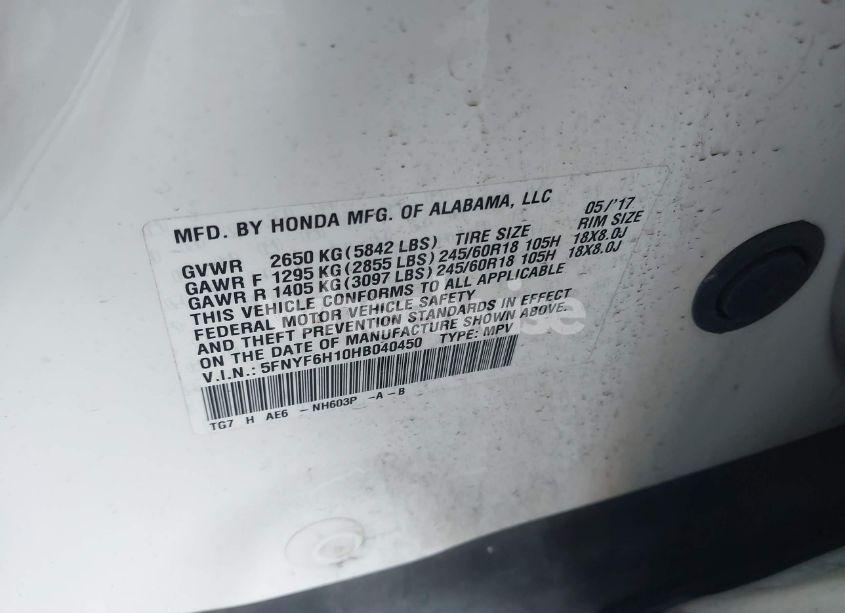 MFD. BY HONDA MFG. OF ALABAMA, LLC 05/'17
GVWR 2650 KG (5842 LBS) TIRE SIZE RIM SIZE
GAWR F 1295 KG (2855 LBS) 245/60R18 105H 18X8.0J
GAWR R 1405 KG (3097 LBS) 245/60R18 105H 18X8.0J
THIS VEHICLE CONFORMS TO ALL APPLICABLE
FEDERAL MOTOR VEHICLE SAFETY
AND THEFT PREVENTION STANDARDS IN EFFECT
ON THE DATE OF MANUFACTURE SHOWN ABOVE.
V.I.N.: 5FNYF6H10HB040450 TYPE: MPV
TG7 H AE6 -NH603P -A-B